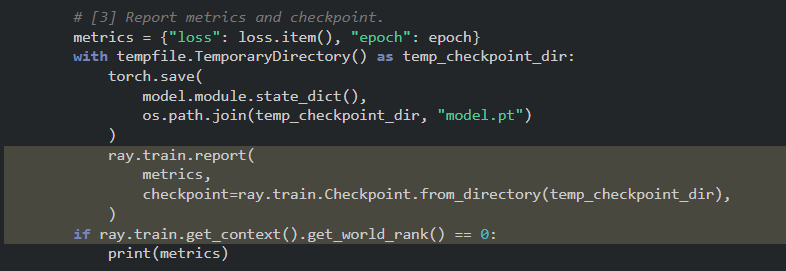 # [3] Report metrics and checkpoint.
metrics = {"loss": loss.item(), "epoch": epoch}
with tempfile.TemporaryDirectory() as temp_checkpoint_dir:
    torch.save(
        model.module.state_dict(),
        os.path.join(temp_checkpoint_dir, "model.pt")
    )
    ray.train.report(
        metrics,
        checkpoint=ray.train.Checkpoint.from_directory(temp_checkpoint_dir),
    )
if ray.train.get_context().get_world_rank() == 0:
    print(metrics)